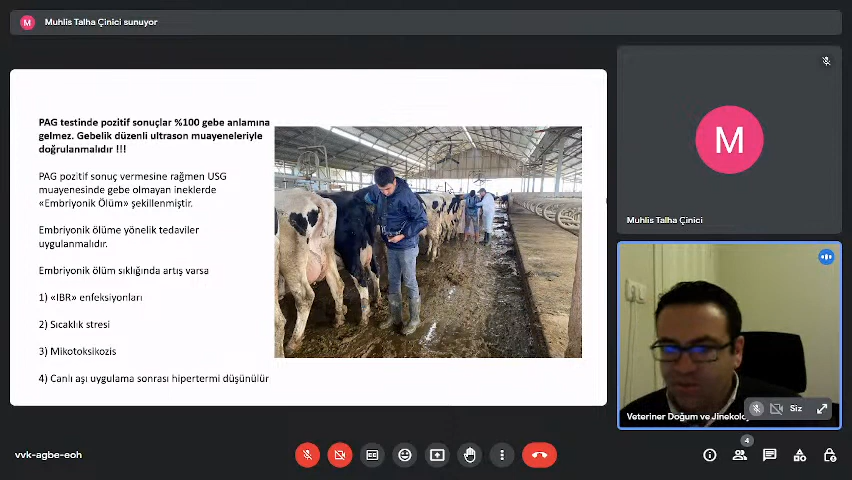 M
Muhlis Talha Çinici sunuyor
PAG testinde pozitif sonuçlar %100 gebe anlamına
gelmez. Gebelik düzenli ultrason muayeneleriyle
doğrulanmalıdır !!!
PAG pozitif sonuç vermesine rağmen USG
muayenesinde gebe olmayan ineklerde
«Embriyonik Ölüm» şekillenmiştir.
Embriyonik ölüme yönelik tedaviler
uygulanmalıdır.
Embriyonik ölüm sıklığında artış varsa
1) «IBR» enfeksiyonları
2) Sıcaklık stresi
3) Mikotoksikozis
4) Canlı aşı uygulama sonrası hipertermi düşünülür
M
Muhlis Talha Çinici
Siz
Veteriner Doğum ve Jinekoloj
vvk-agbe-eoh
4